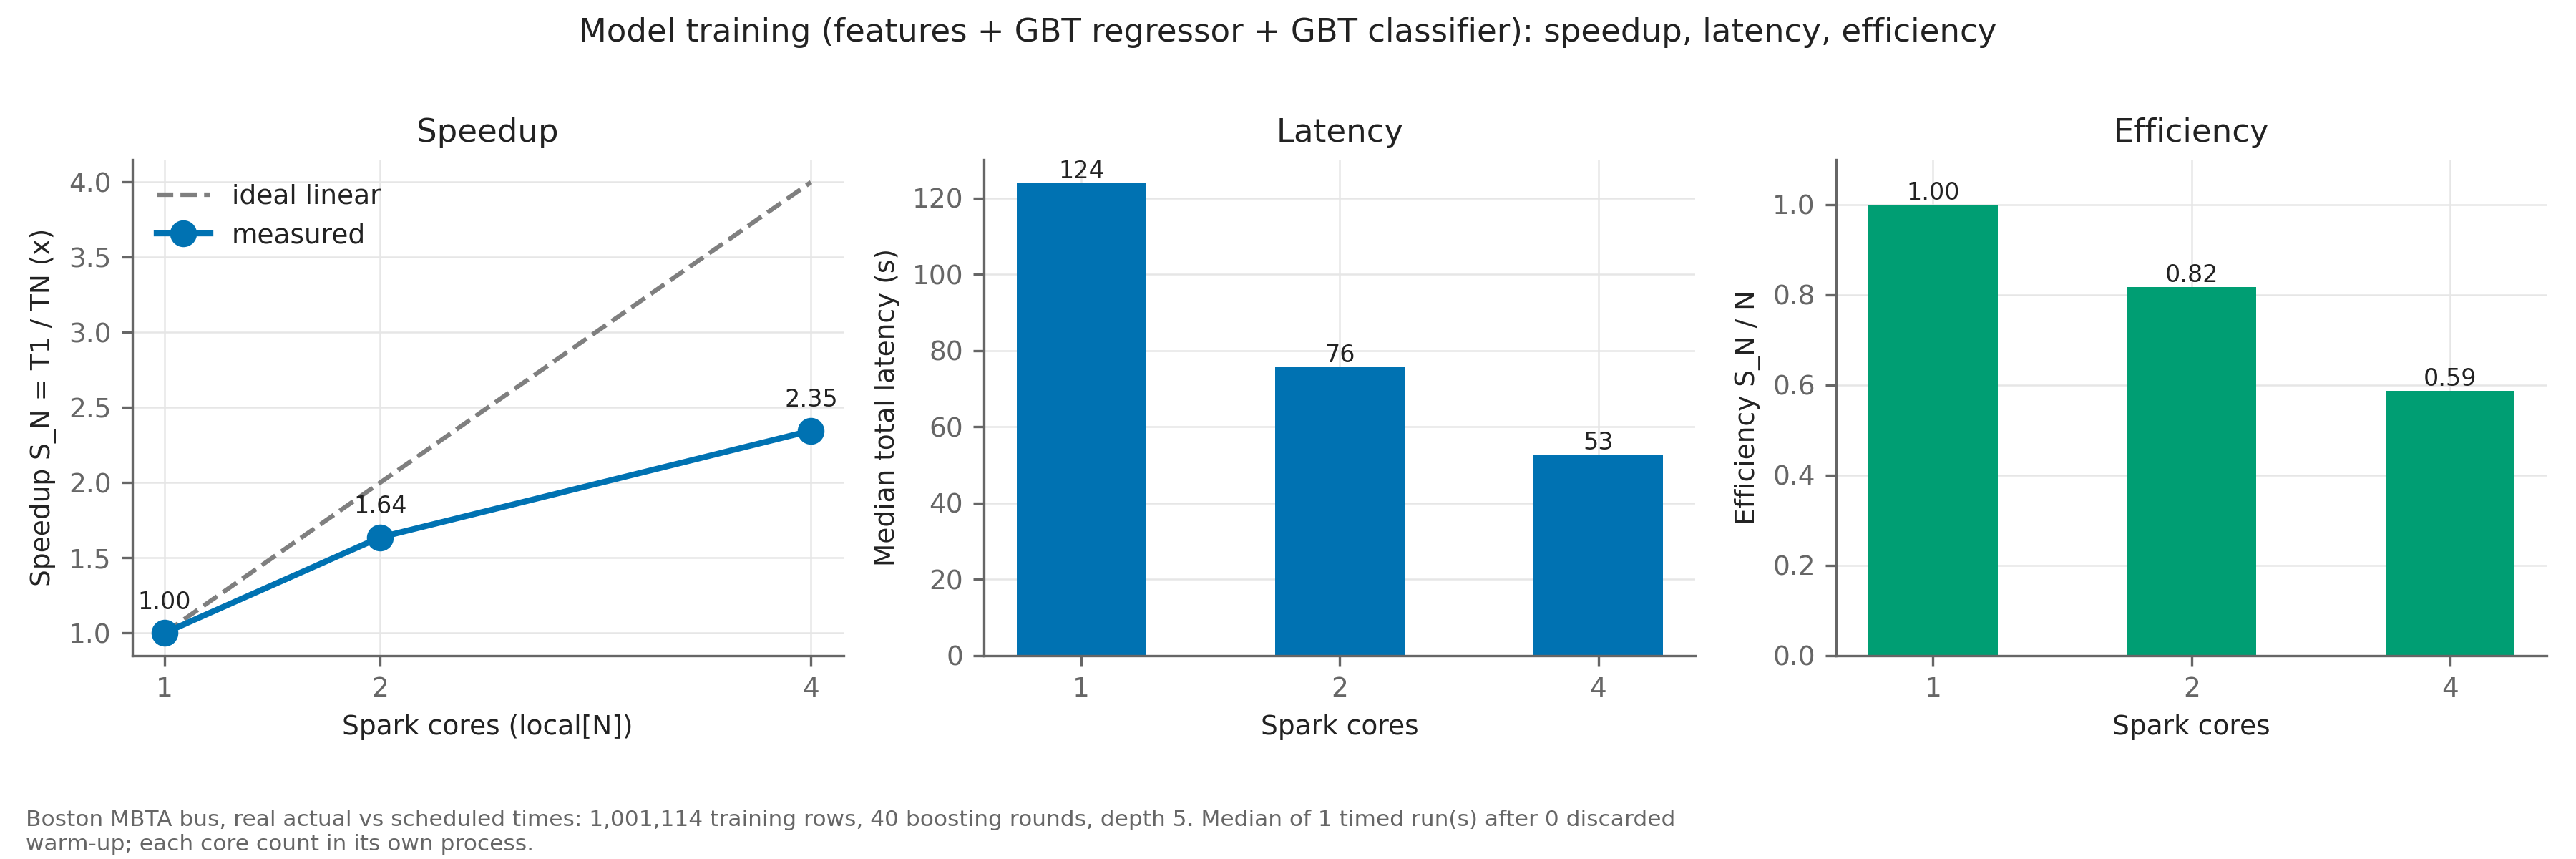 Model training (features + GBT regressor + GBT classifier): speedup, latency, efficiency
Speedup
Speedup S_N = T1 / TN (x)
4.0
3.5
3.0
2.5
2.0
1.5
1.0
ideal linear
measured
1.00
1.64
2.35
1
2
4
Spark cores (local[N])
Latency
Median total latency (s)
120
100
80
60
40
20
0
124
76
53
1
2
4
Spark cores
Efficiency
Efficiency S_N / N
1.0
0.8
0.6
0.4
0.2
0.0
1.00
0.82
0.59
1
2
4
Spark cores
Boston MBTA bus, real actual vs scheduled times: 1,001,114 training rows, 40 boosting rounds, depth 5. Median of 1 timed run(s) after 0 discarded
warm-up; each core count in its own process.